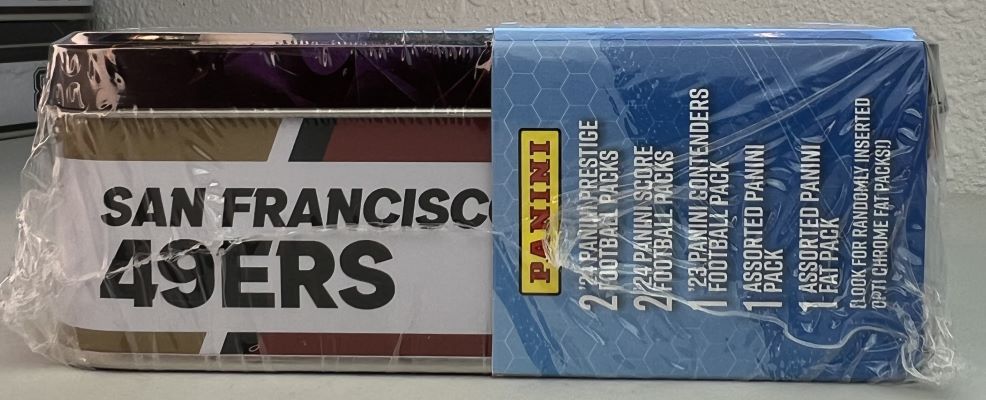 SAN FRANCISCO
49ERS
PANINI
2 '24 PANINI PRESTIGE
FOOTBALL PACKS
2 '24 PANINI SCORE
FOOTBALL PACKS
1 '23 PANINI CONTENDERS
FOOTBALL PACK
1 ASSORTED PANINI
PACK
1 ASSORTED PANINI
FAT PACK
(LOOK FOR RANDOMLY INSERTED
OPTI CHROME FAT PACKS!)